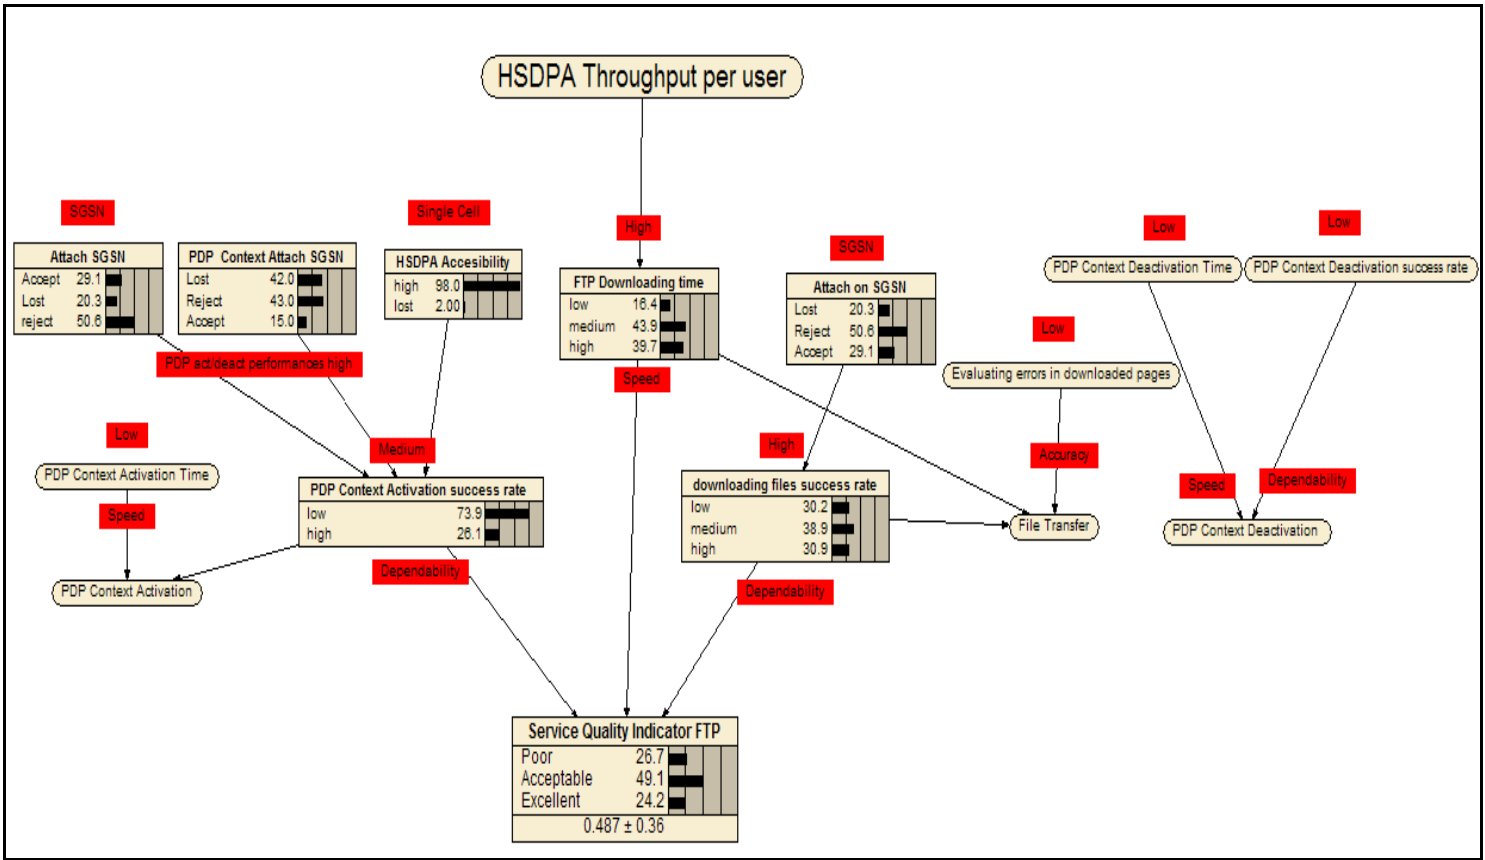 HSDPA Throughput per user
SGSN
Single Cell
High
SGSN
Low
Low
Attach SGSN
Accept 29.1
Lost 20.3
reject 50.6
PDP Context Attach SGSN
Lost 42.0
Reject 43.0
Accept 15.0
HSDPA Accesibility
high 98.0
lost 2.00
FTP Downloading time
low 16.4
medium 43.9
high 39.7
Attach on SGSN
Lost 20.3
Reject 50.6
Accept 29.1
PDP Context Deactivation Time
PDP Context Deactivation success rate
Low
PDP act/deact performances high
Speed
Evaluating errors in downloaded pages
Low
Medium
High
Accuracy
PDP Context Activation Time
Speed
PDP Context Activation success rate
low 73.9
high 26.1
downloading files success rate
low 30.2
medium 38.9
high 30.9
Speed
Dependability
File Transfer
PDP Context Deactivation
Dependability
PDP Context Activation
Dependability
Service Quality Indicator FTP
Poor 26.7
Acceptable 49.1
Excellent 24.2
0.487 ± 0.36